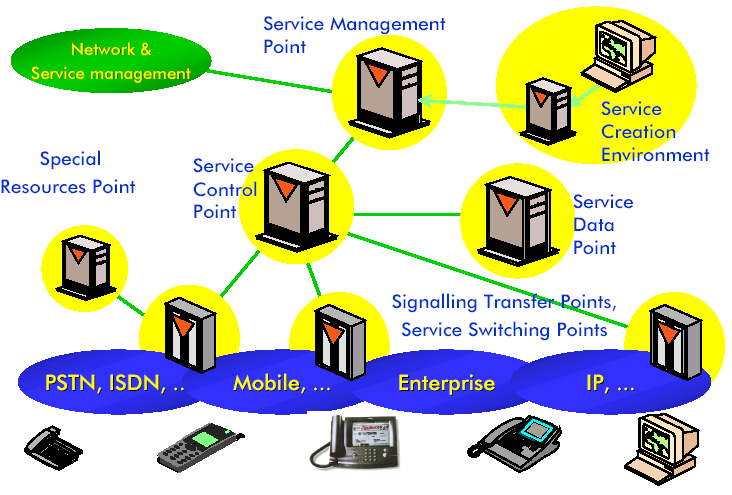 Service Management
Point
Network &
Service management
Service
Creation
Environment
Special
Resources Point
Service
Control
Point
Service
Data
Point
Signalling Transfer Points,
Service Switching Points
PSTN, ISDN, ..
Mobile, ...
Enterprise
IP, ...